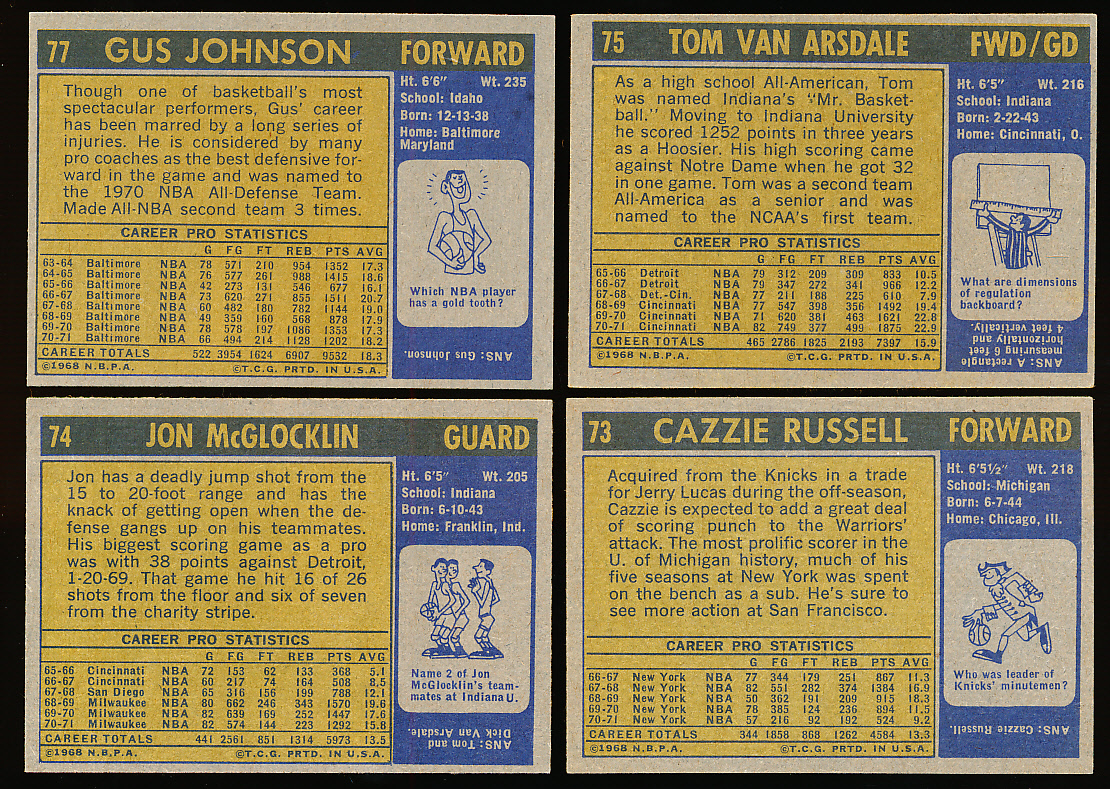 77 GUS JOHNSON FORWARD
Though one of basketball's most
spectacular performers, Gus' career
has been marred by a long series of
injuries. He is considered by many
pro coaches as the best defensive for-
ward in the game and was named to
the 1970 NBA All-Defense Team.
Made All-NBA second team 3 times.
Ht. 6'6" Wt. 235
School: Idaho
Born: 12-13-38
Home: Baltimore
Maryland
Which NBA player
has a gold tooth?
ANS: Gus Johnson.
CAREER PRO STATISTICS
G FG FT REB PTS AVG
63-64 Baltimore NBA 78 571 210 954 1352 17.3
64-65 Baltimore NBA 76 577 261 988 1415 18.6
65-66 Baltimore NBA 42 273 131 546 677 16.1
66-67 Baltimore NBA 73 620 271 855 1511 20.7
67-68 Baltimore NBA 60 482 180 782 1144 19.0
68-69 Baltimore NBA 49 359 160 568 878 17.9
69-70 Baltimore NBA 78 578 197 1086 1353 17.3
70-71 Baltimore NBA 66 494 214 1128 1202 18.2
CAREER TOTALS 522 3954 1624 6907 9532 18.3
©1968 N.B.P.A. ©T.C.G. PRTD. IN U.S.A.
75 TOM VAN ARSDALE FWD/GD
As a high school All-American, Tom
was named Indiana's "Mr. Basket-
ball." Moving to Indiana University
he scored 1252 points in three years
as a Hoosier. His high scoring came
against Notre Dame when he got 32
in one game. Tom was a second team
All-America as a senior and was
named to the NCAA's first team.
Ht. 6'5" Wt. 216
School: Indiana
Born: 2-22-43
Home: Cincinnati, O.
What are dimensions
of regulation
backboard?
ANS: A rectangle
measuring 6 feet
horizontally and
4 feet vertically.
CAREER PRO STATISTICS
G FG FT REB PTS AVG
65-66 Detroit NBA 79 312 209 309 833 10.5
66-67 Detroit NBA 79 347 272 341 966 12.2
67-68 Det.-Cin. NBA 77 211 188 225 610 7.9
68-69 Cincinnati NBA 77 547 398 356 1492 19.4
69-70 Cincinnati NBA 71 620 381 463 1621 22.8
70-71 Cincinnati NBA 82 749 377 499 1875 22.9
CAREER TOTALS 465 2786 1825 2193 7397 15.9
©1968 N.B.P.A. ©T.C.G. PRTD. IN U.S.A.
74 JON McGLOCKLIN GUARD
Jon has a deadly jump shot from the
15 to 20-foot range and has the
knack of getting open when the de-
fense gangs up on his teammates.
His biggest scoring game as a pro
was with 38 points against Detroit,
1-20-69. That game he hit 16 of 26
shots from the floor and six of seven
from the charity stripe.
Ht. 6'5" Wt. 205
School: Indiana
Born: 6-10-43
Home: Franklin, Ind.
Name 2 of Jon
McGlocklin's team-
mates at Indiana U.
ANS: Tom and
Dick Van Arsdale.
CAREER PRO STATISTICS
G FG FT REB PTS AVG
65-66 Cincinnati NBA 72 153 62 133 368 5.1
66-67 Cincinnati NBA 60 217 74 164 508 8.5
67-68 San Diego NBA 65 316 156 199 788 12.1
68-69 Milwaukee NBA 80 662 246 343 1570 19.6
69-70 Milwaukee NBA 82 639 169 252 1447 17.6
70-71 Milwaukee NBA 82 574 144 223 1292 15.8
CAREER TOTALS 441 2561 851 1314 5973 13.5
©1968 N.B.P.A. ©T.C.G. PRTD. IN U.S.A.
73 CAZZIE RUSSELL FORWARD
Acquired from the Knicks in a trade
for Jerry Lucas during the off-season,
Cazzie is expected to add a great deal
of scoring punch to the Warriors'
attack. The most prolific scorer in the
U. of Michigan history, much of his
five seasons at New York was spent
on the bench as a sub. He's sure to
see more action at San Francisco.
Ht. 6'5½" Wt. 218
School: Michigan
Born: 6-7-44
Home: Chicago, Ill.
Who was leader of
Knicks' minutemen?
ANS: Cazzie Russell.
CAREER PRO STATISTICS
G FG FT REB PTS AVG
66-67 New York NBA 77 344 179 251 867 11.3
67-68 New York NBA 82 551 282 374 1384 16.9
68-69 New York NBA 50 362 191 209 915 18.3
69-70 New York NBA 78 385 124 236 894 11.5
70-71 New York NBA 57 216 92 192 524 9.2
CAREER TOTALS 344 1858 868 1262 4584 13.3
©1968 N.B.P.A. ©T.C.G. PRTD. IN U.S.A.